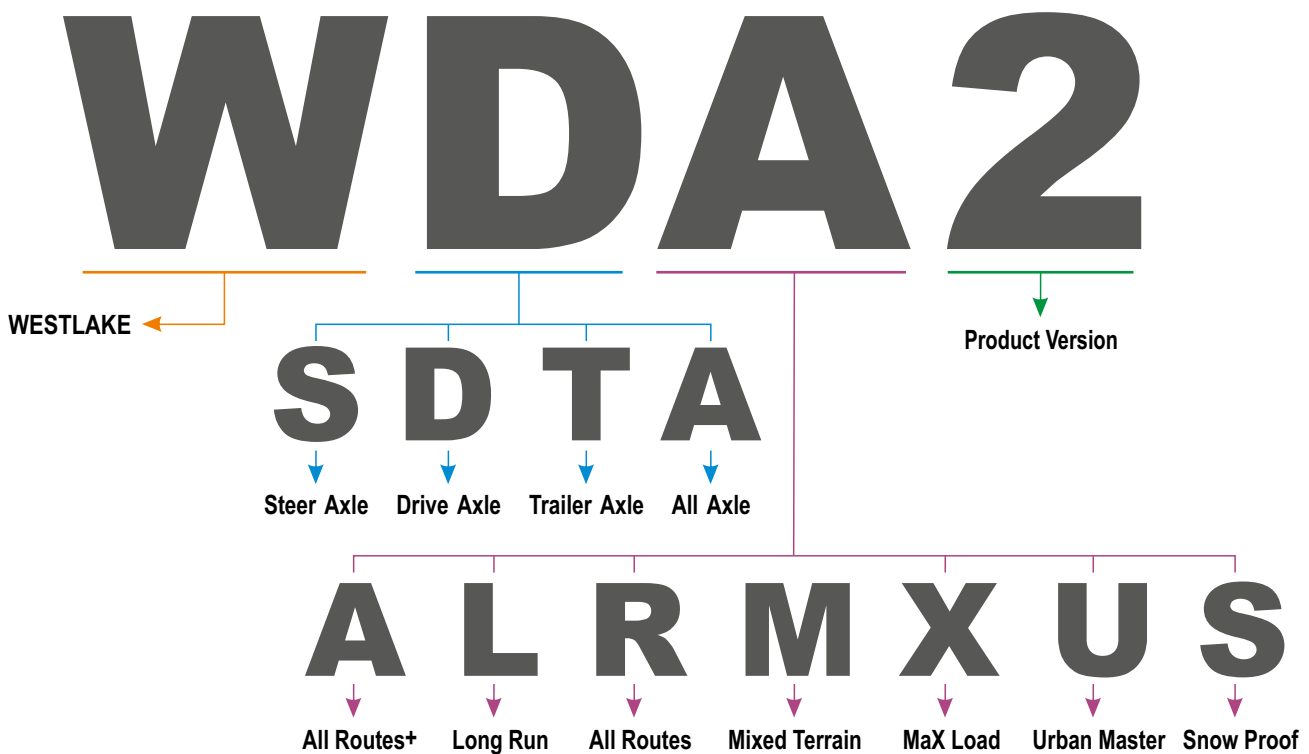 WDA2
WESTLAKE
Product Version
S D T A
Steer Axle Drive Axle Trailer Axle All Axle
A L R M X U S
All Routes+ Long Run All Routes Mixed Terrain MaX Load Urban Master Snow Proof